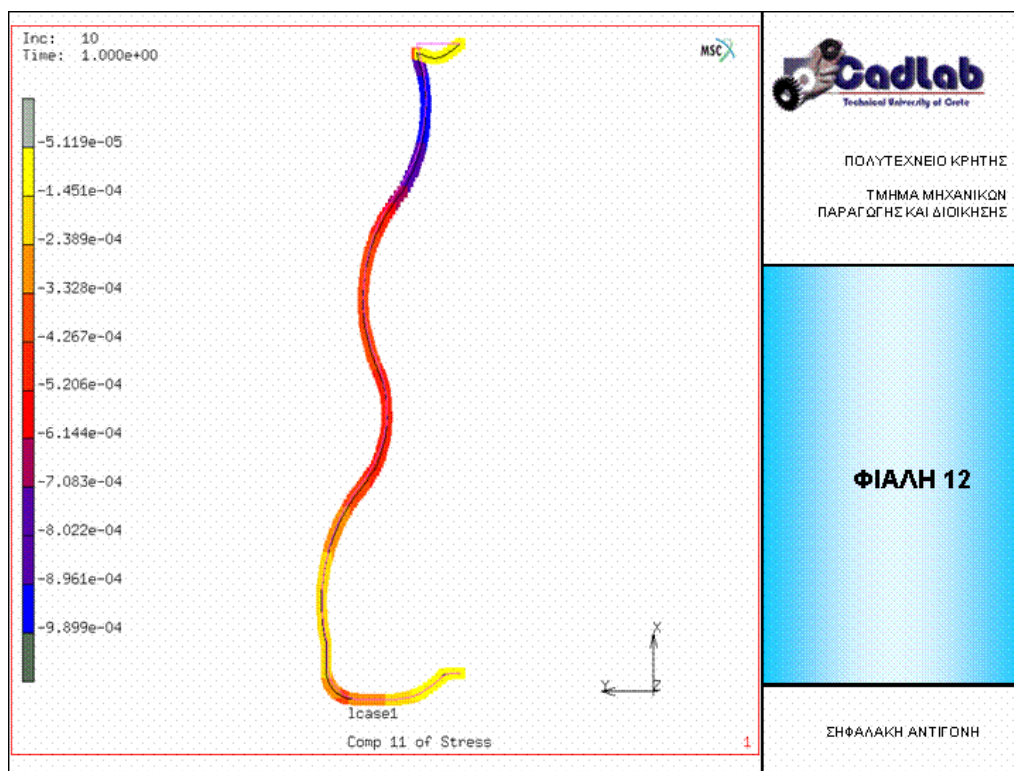 Inc: 10
Time: 1.000e+00
MSC
-5.119e-05
-1.451e-04
-2.389e-04
-3.328e-04
-4.267e-04
-5.206e-04
-6.144e-04
-7.083e-04
-8.022e-04
-8.961e-04
-9.899e-04
X
Y
Z
lcase1
Comp 11 of Stress
1
CadLab
Technical University of Crete
ΠΟΛΥΤΕΧΝΕΙΟ ΚΡΗΤΗΣ
ΤΜΗΜΑ ΜΗΧΑΝΙΚΩΝ
ΠΑΡΑΓΩΓΗΣ ΚΑΙ ΔΙΟΙΚΗΣΗΣ
ΦΙΑΛΗ 12
ΣΗΦΑΛΑΚΗ ΑΝΤΙΓΟΝΗ